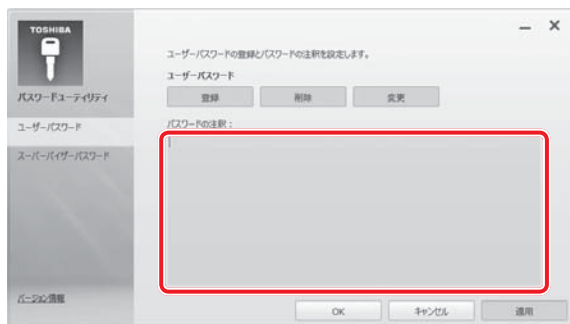 TOSHIBA
パスワードユーティリティ
ユーザーパスワード
スーパーバイザーパスワード
バージョン情報
ユーザーパスワードの登録とパスワードの注釈を設定します。
ユーザーパスワード
登録 削除 変更
パスワードの注釈：
OK キャンセル 適用